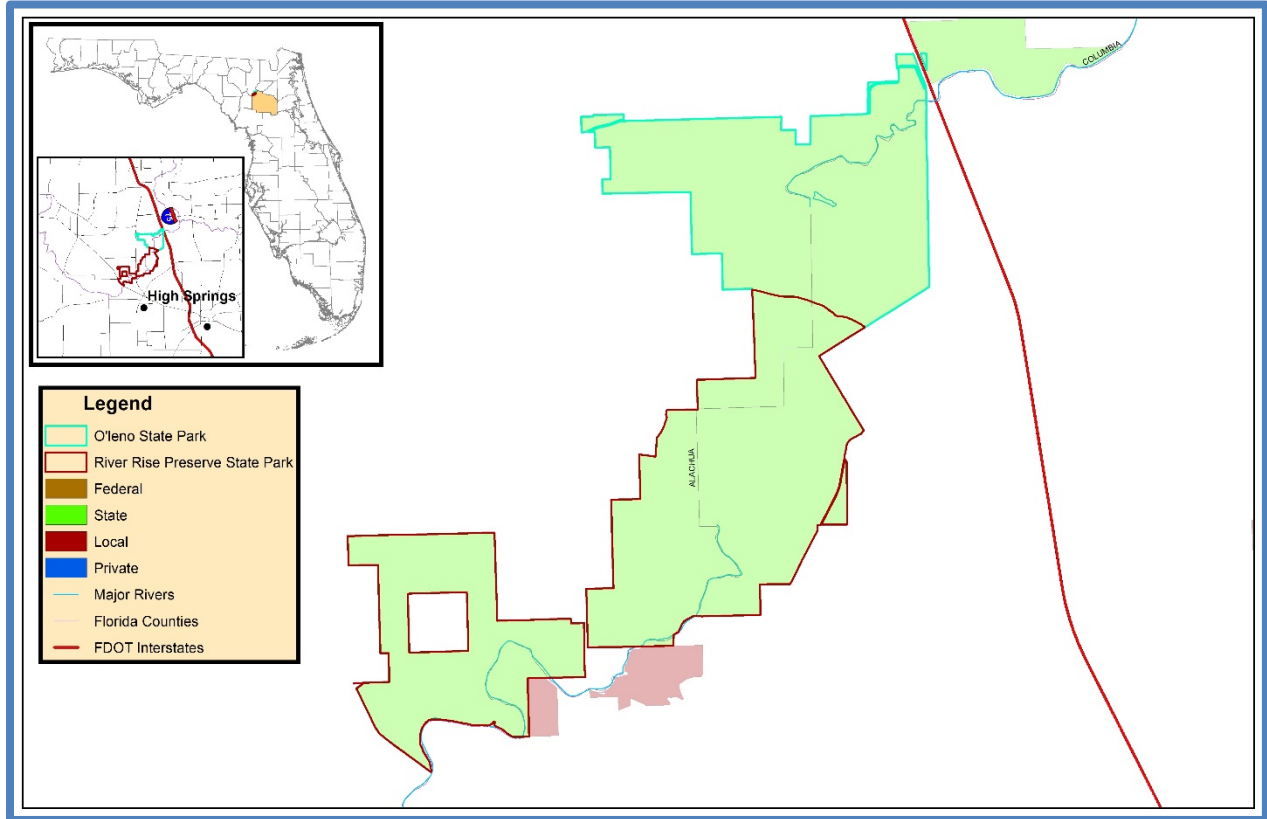 COLUMBIA
75
High Springs
Legend
O'leno State Park
River Rise Preserve State Park
Federal
State
Local
Private
Major Rivers
Florida Counties
FDOT Interstates
ALACHUA